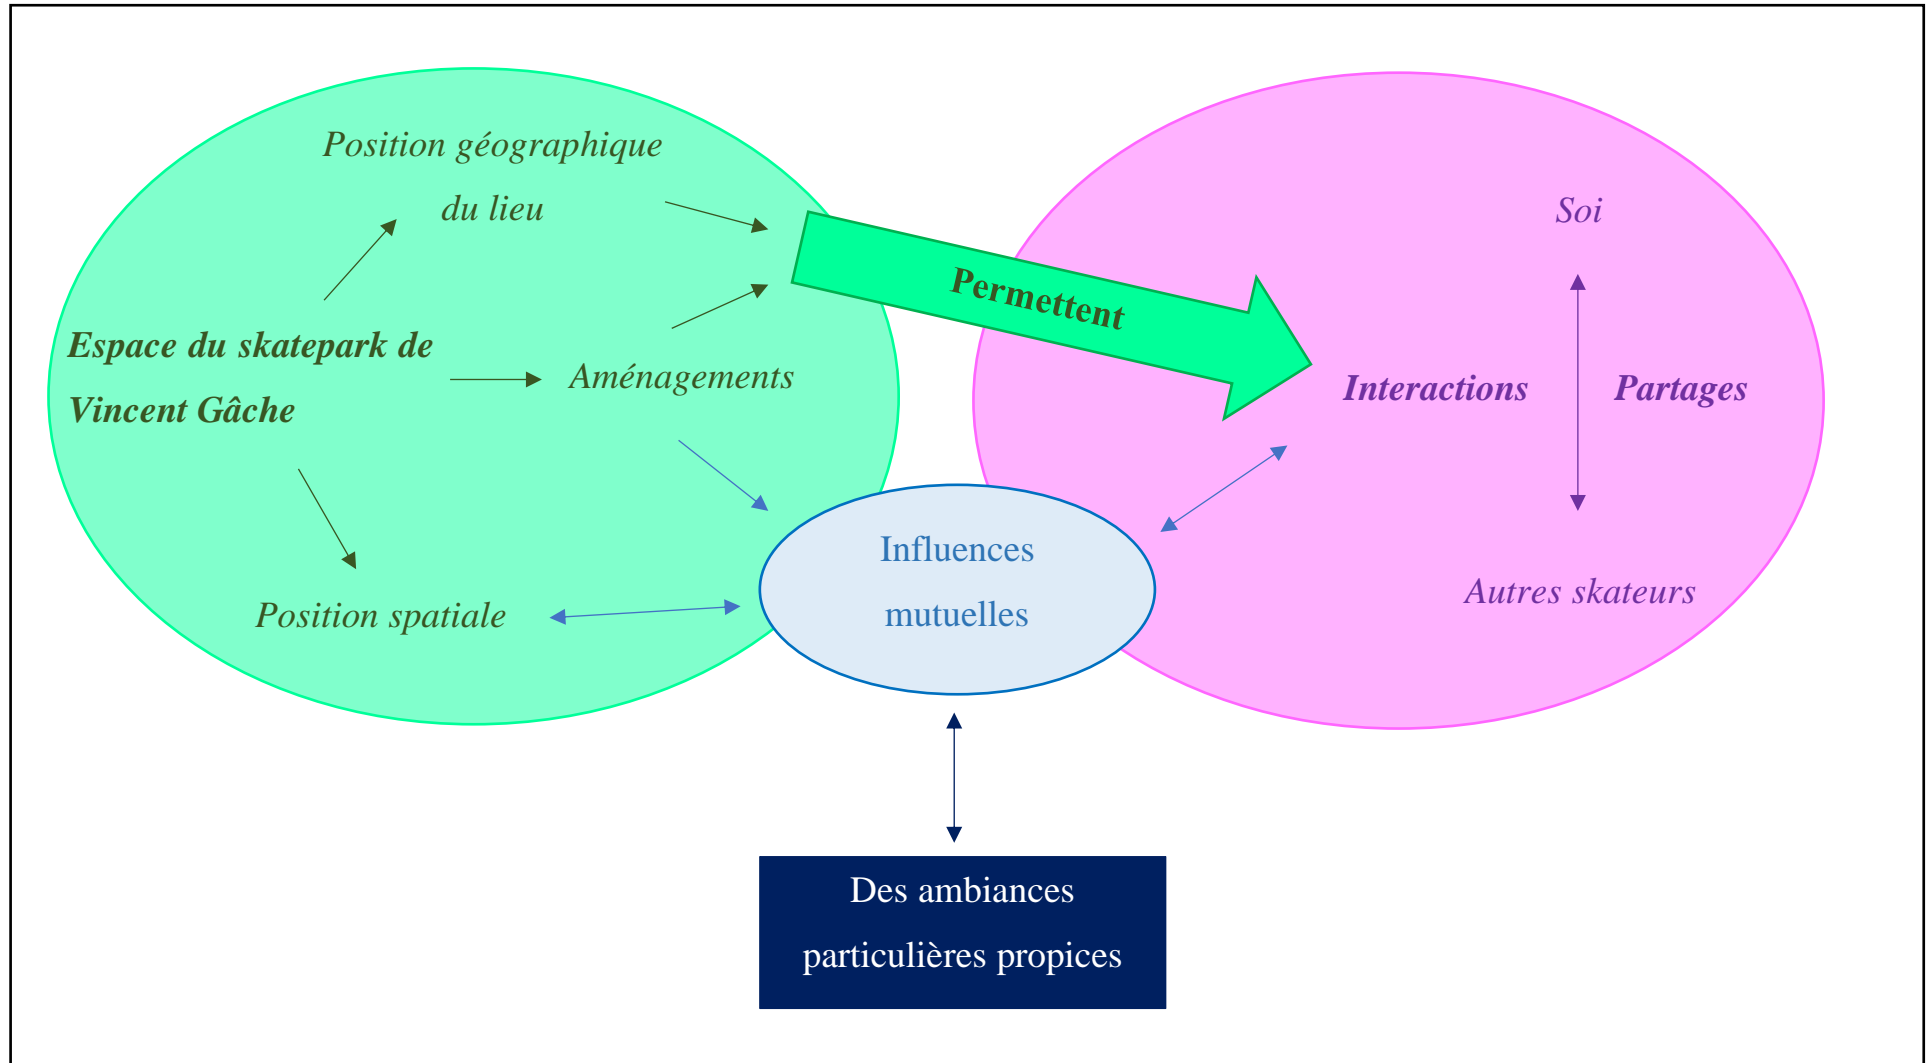 Position géographique
du lieu
Espace du skatepark de
Vincent Gâche
Aménagements
Position spatiale
Permettent
Soi
Interactions
Partages
Autres skateurs
Influences
mutuelles
Des ambiances
particulières propices